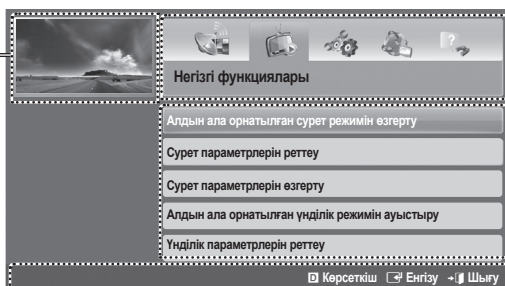 Негізгі функциялары
Алдын ала орнатылған сурет режимін өзгерту
Сурет параметрлерін реттеу
Сурет параметрлерін өзгерту
Алдын ала орнатылған үнділік режимін ауыстыру
Үнділік параметрлерін реттеу
D Көрсеткіш Енгізу Шығу